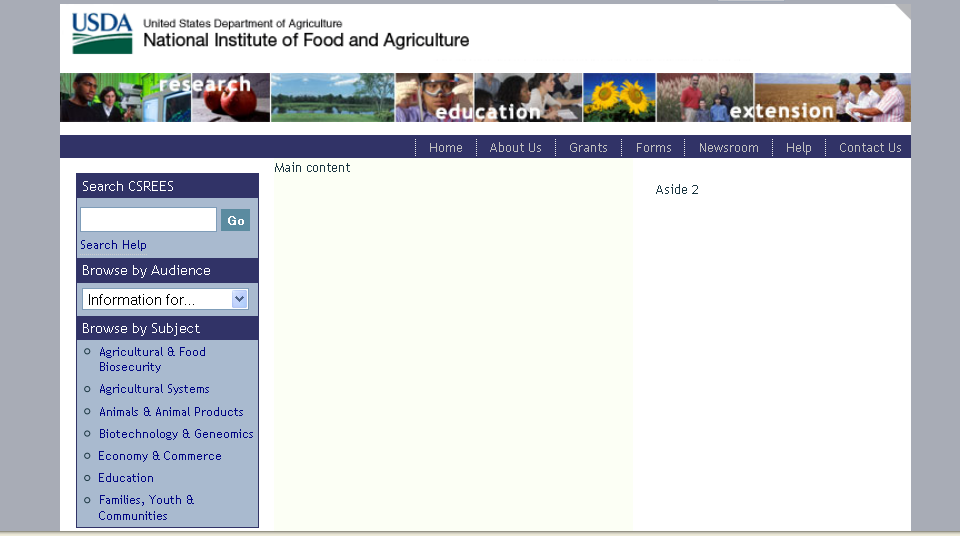 USDA
United States Department of Agriculture
National Institute of Food and Agriculture
research
education
extension
Home
About Us
Grants
Forms
Newsroom
Help
Contact Us
Search CSREES
Go
Search Help
Browse by Audience
Information for...
Browse by Subject
Agricultural & Food
Biosecurity
Agricultural Systems
Animals & Animal Products
Biotechnology & Geneomics
Economy & Commerce
Education
Families, Youth &
Communities
Main content
Aside 2